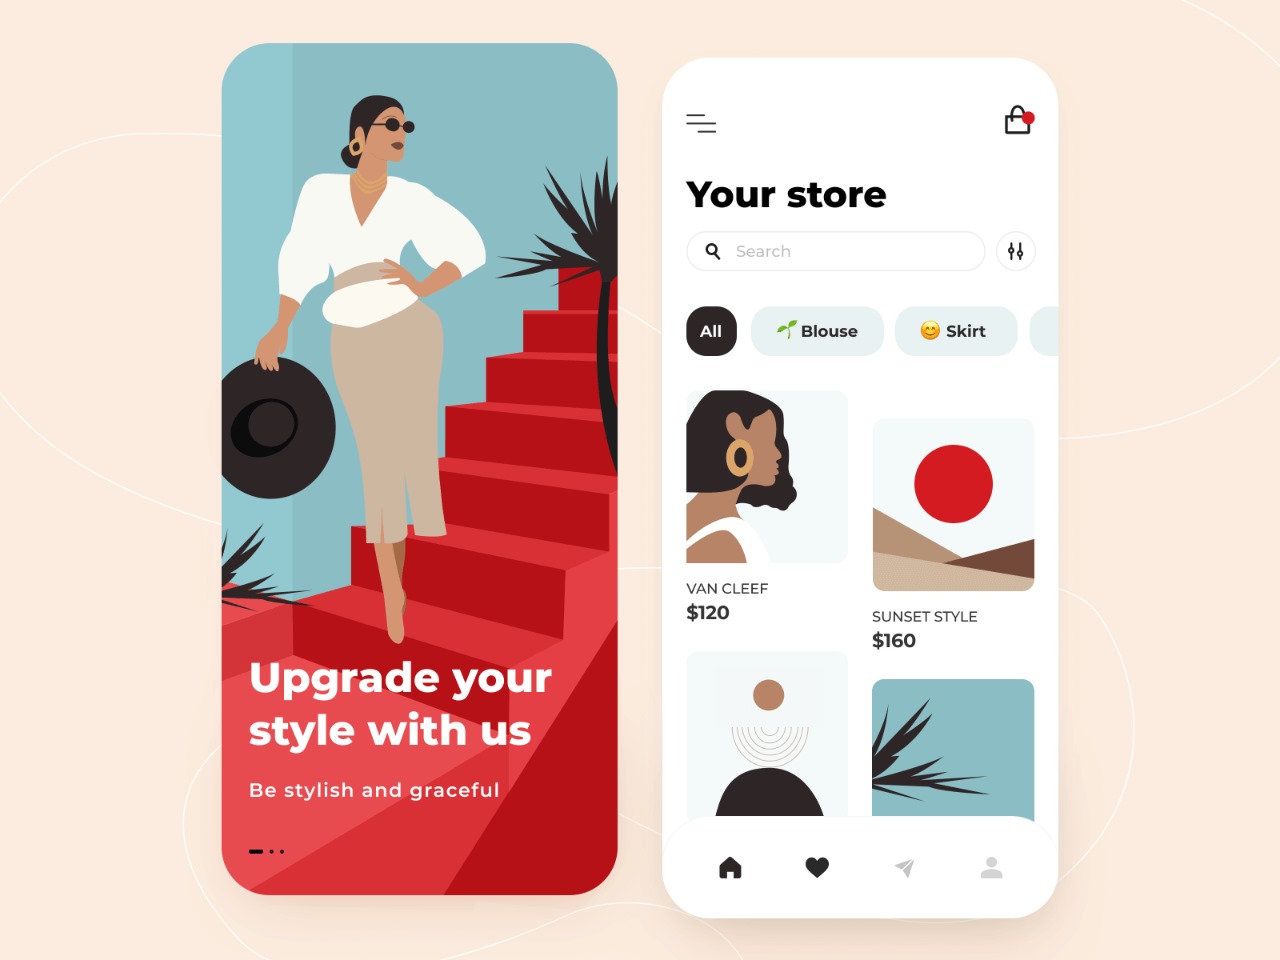 Upgrade your
style with us
Be stylish and graceful
Your store
Search
All
Blouse
Skirt
VAN CLEEF
$120
SUNSET STYLE
$160